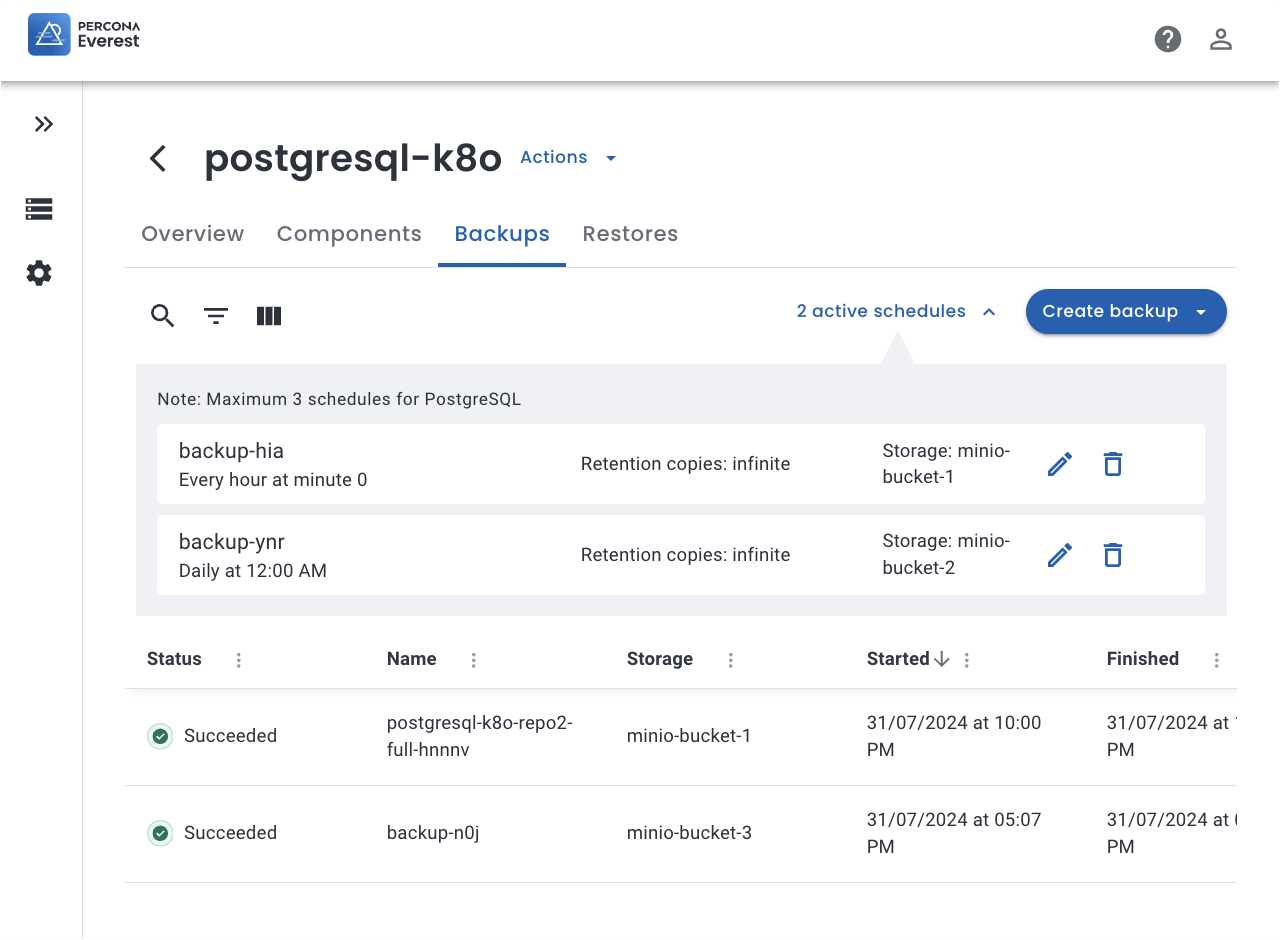 PERCONA
Everest
postgresql-k8o
Actions
Overview
Components
Backups
Restores
2 active schedules
Create backup
Note: Maximum 3 schedules for PostgreSQL
backup-hia
Every hour at minute 0
Retention copies: infinite
Storage: minio-
bucket-1
backup-ynr
Daily at 12:00 AM
Retention copies: infinite
Storage: minio-
bucket-2
Status
Name
Storage
Started
Finished
Succeeded
postgresql-k8o-repo2-
full-hnnnv
minio-bucket-1
31/07/2024 at 10:00
PM
31/07/2024 at
PM
Succeeded
backup-n0j
minio-bucket-3
31/07/2024 at 05:07
PM
31/07/2024 at
PM